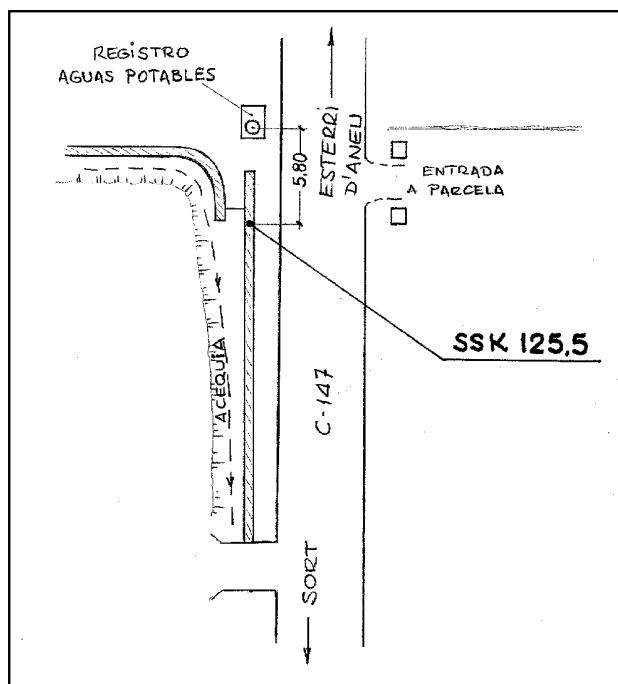 REGISTRO
AGUAS POTABLES
5.80
ESTERRI
D'ANEU
ENTRADA
A PARCELA
SSK 125,5
ACEQUIA
C-147
SORT